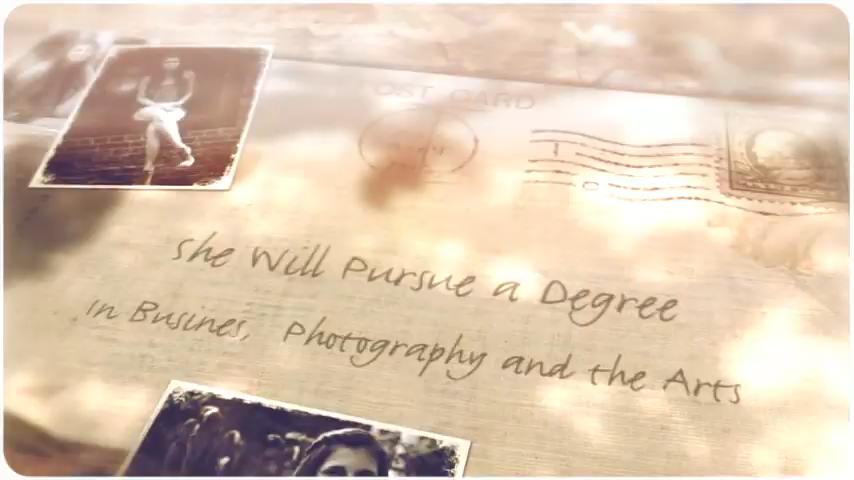 POST CARD
She Will Pursue a Degree
in Busines, Photography and the Arts